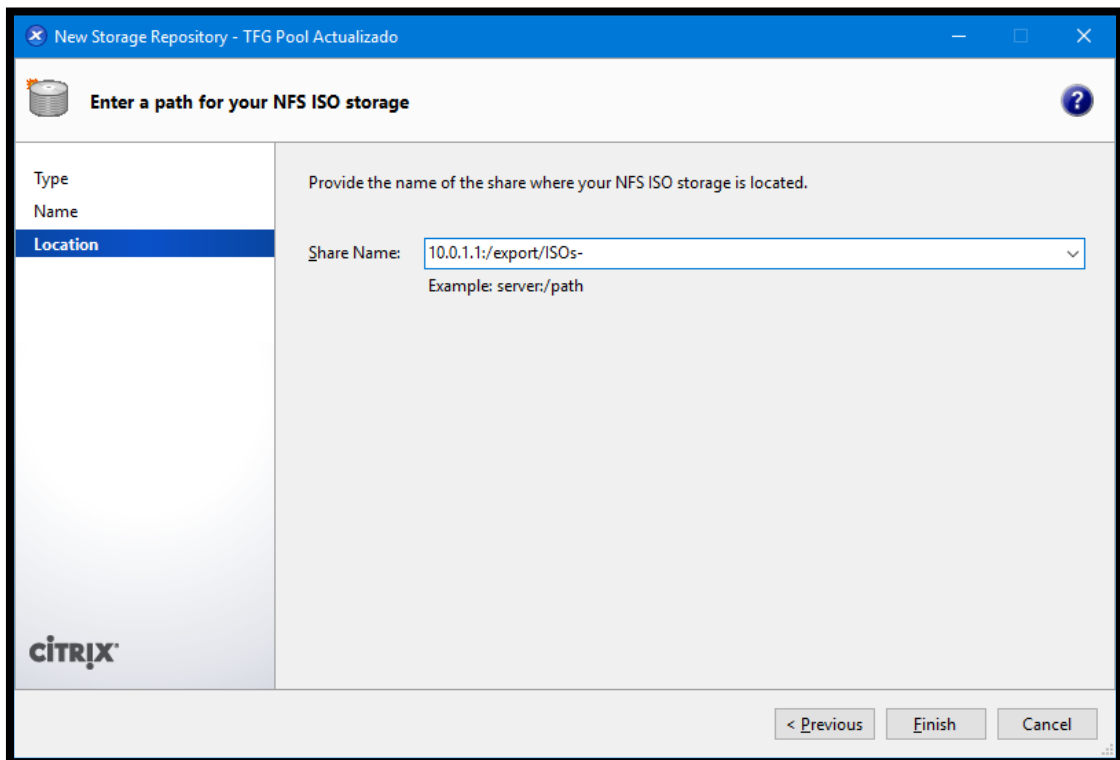 New Storage Repository - TFG Pool Actualizado
Enter a path for your NFS ISO storage
?
Type
Name
Location
Provide the name of the share where your NFS ISO storage is located.
Share Name: 10.0.1.1:/export/ISOs-
Example: server:/path
CITRIX
< Previous Finish Cancel